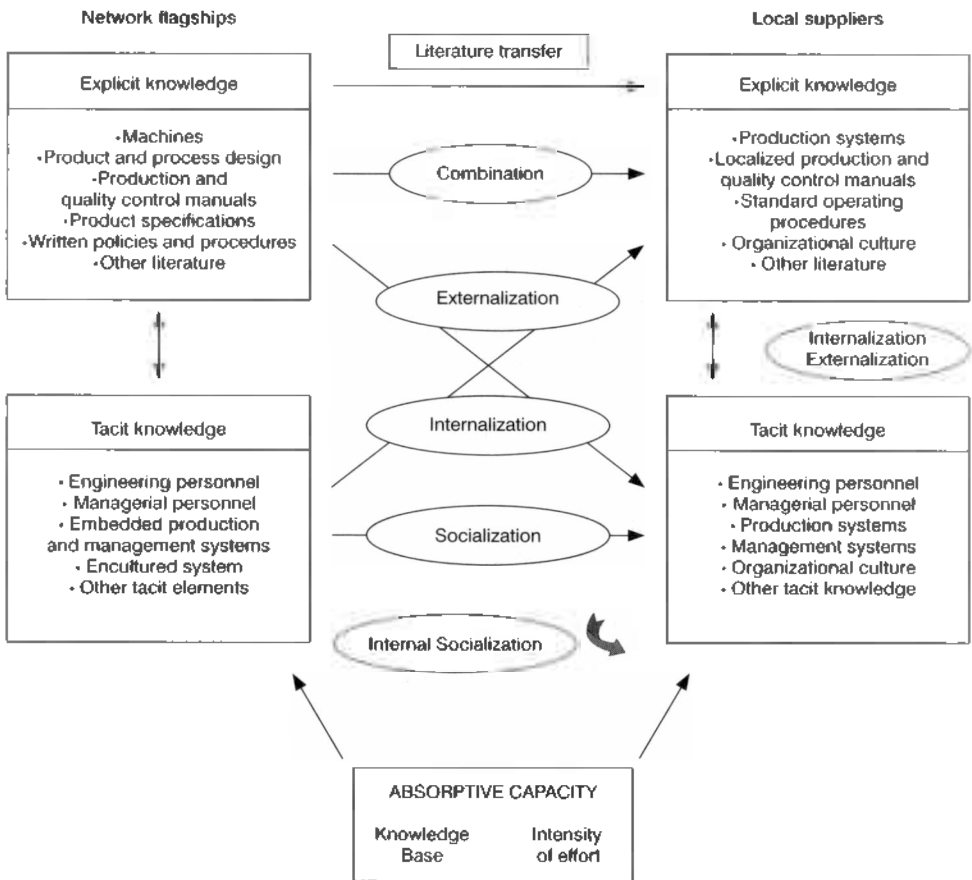 Network flagships
Local suppliers
Literature transfer
Explicit knowledge
•Machines
•Product and process design
•Production and
quality control manuals
•Product specifications
•Written policies and procedures
•Other literature
Explicit knowledge
•Production systems
•Localized production and
quality control manuals
•Standard operating
procedures
• Organizational culture
• Other literature
Combination
Externalization
Internalization
Externalization
Internalization
Socialization
Internal Socialization
Tacit knowledge
• Engineering personnel
• Managerial personnel
• Embedded production
and management systems
• Encultured system
• Other tacit elements
Tacit knowledge
• Engineering personnel
• Managerial personnel
• Production systems
• Management systems
• Organizational culture
• Other tacit knowledge
ABSORPTIVE CAPACITY
Knowledge
Base
Intensity
of effort